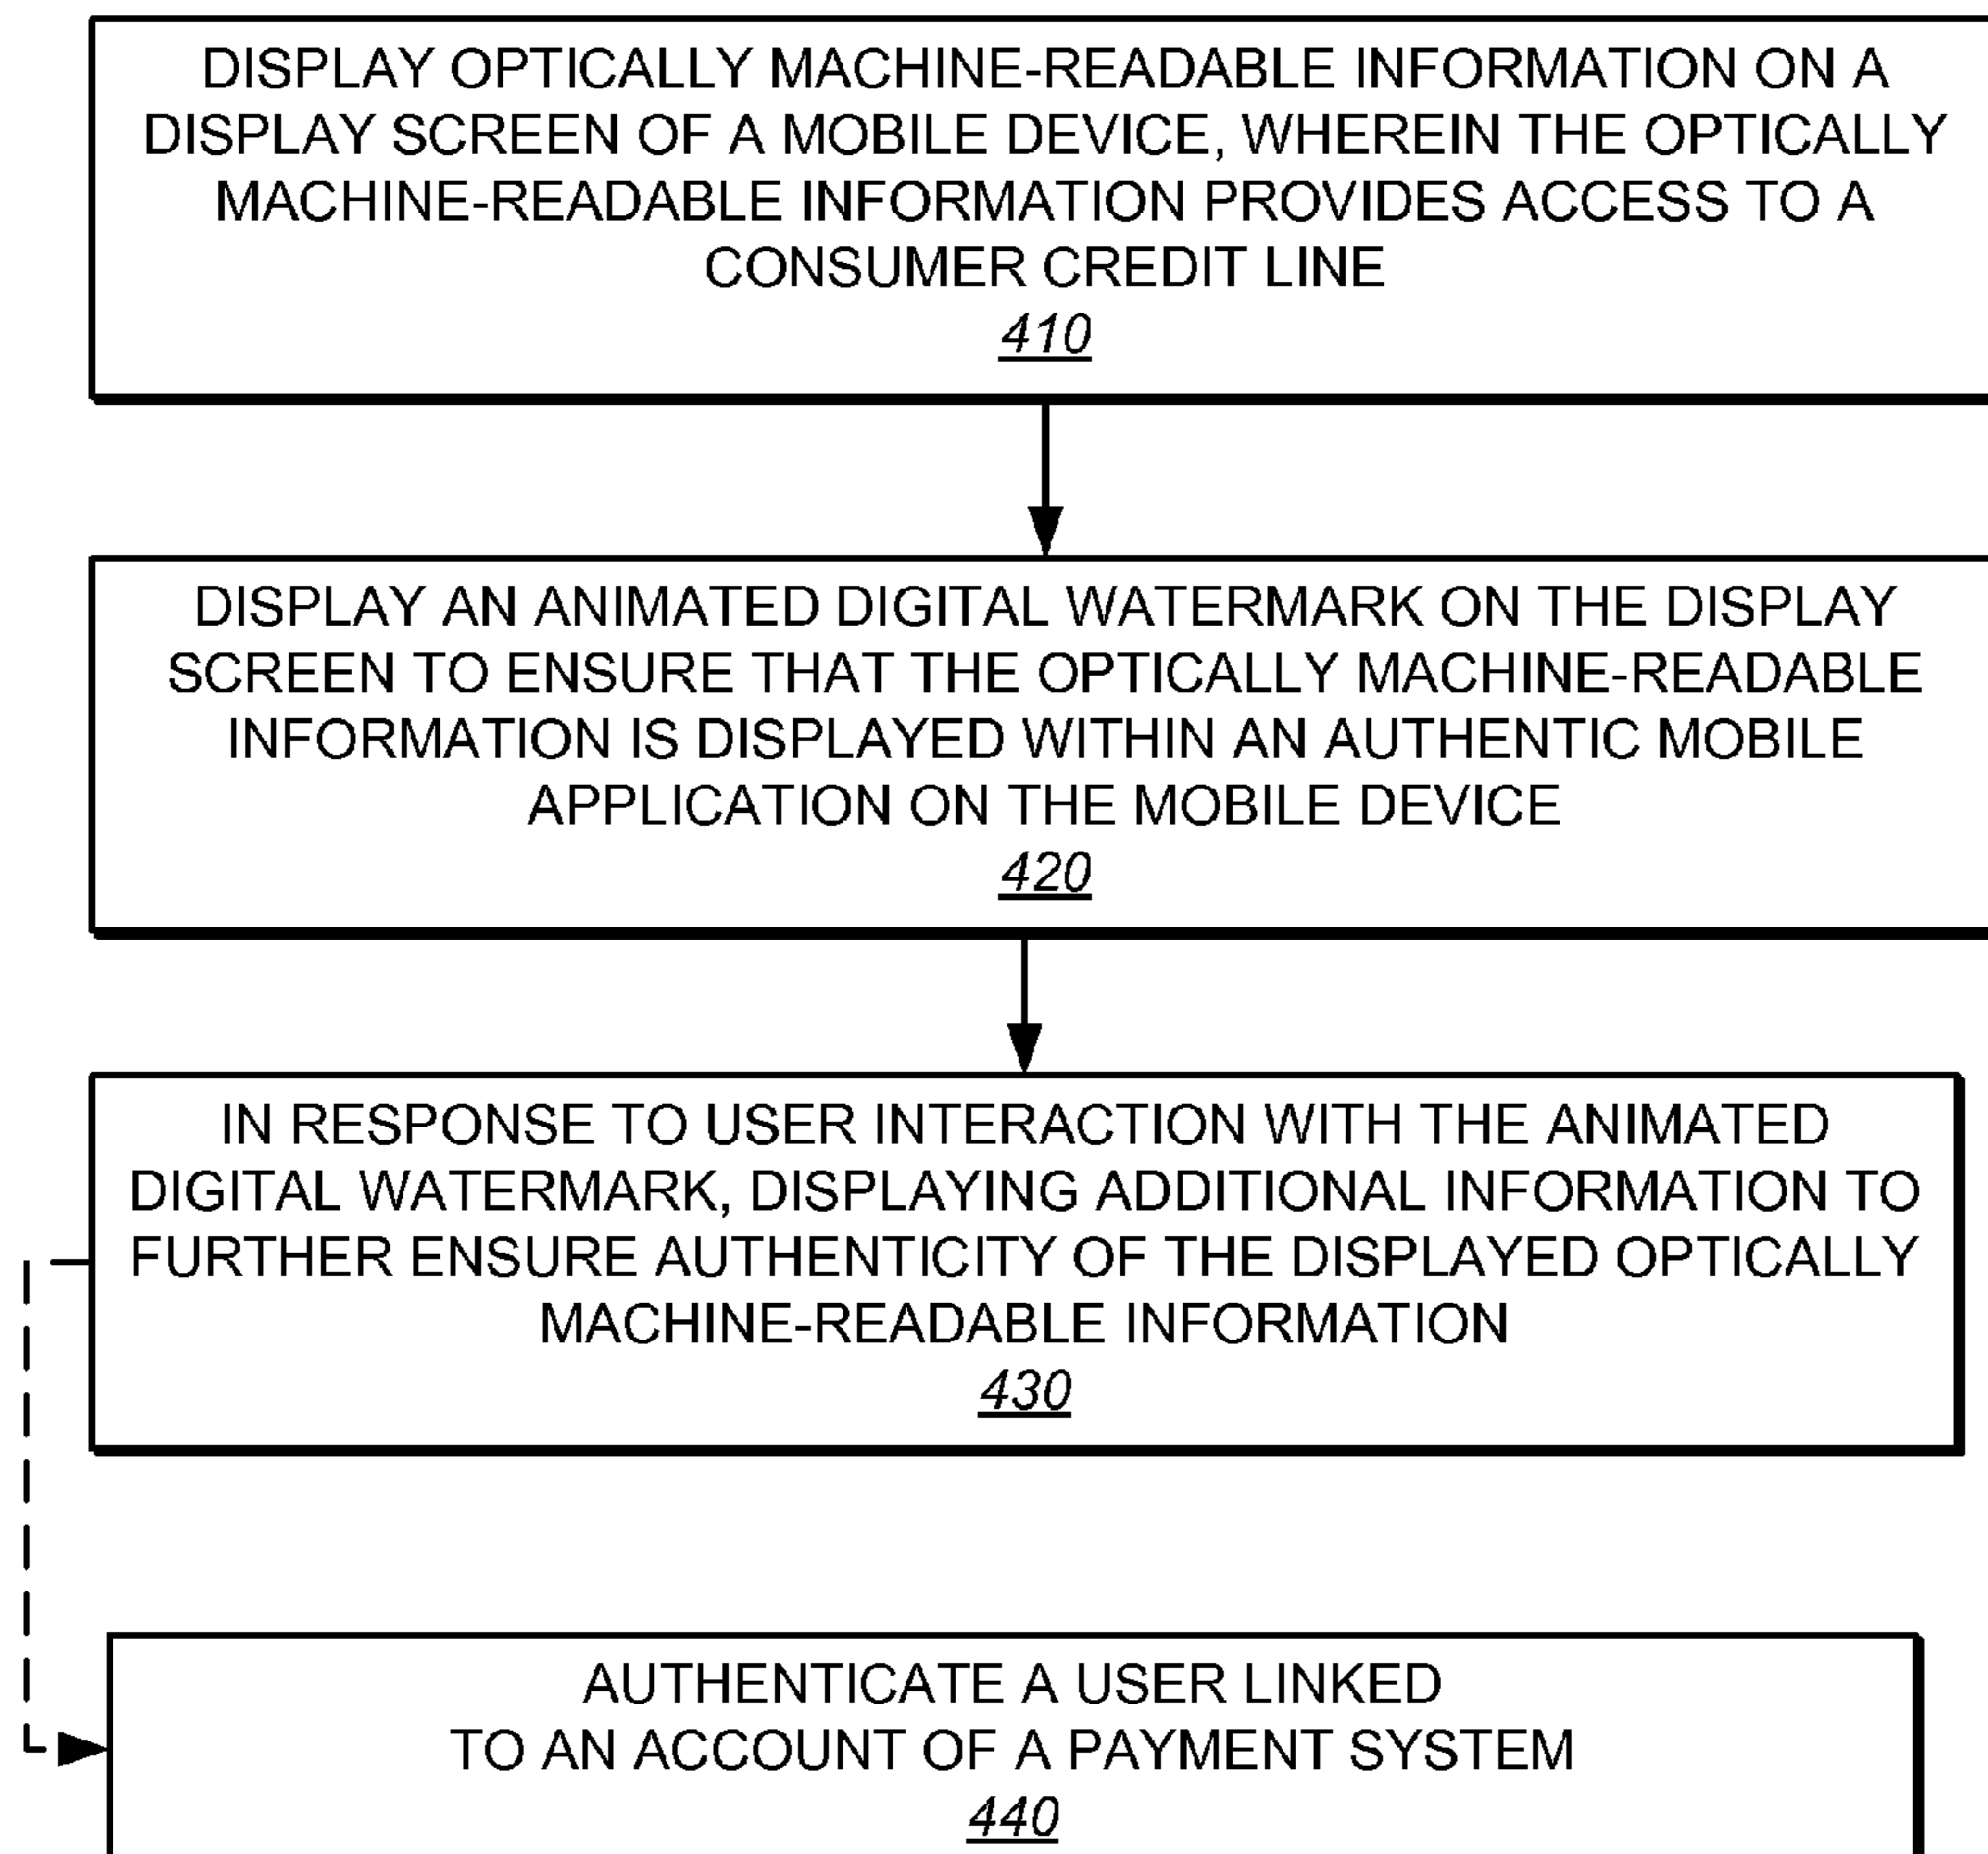 DISPLAY OPTICALLY MACHINE-READABLE INFORMATION ON A
DISPLAY SCREEN OF A MOBILE DEVICE, WHEREIN THE OPTICALLY
MACHINE-READABLE INFORMATION PROVIDES ACCESS TO A
CONSUMER CREDIT LINE
410
DISPLAY AN ANIMATED DIGITAL WATERMARK ON THE DISPLAY
SCREEN TO ENSURE THAT THE OPTICALLY MACHINE-READABLE
INFORMATION IS DISPLAYED WITHIN AN AUTHENTIC MOBILE
APPLICATION ON THE MOBILE DEVICE
420
IN RESPONSE TO USER INTERACTION WITH THE ANIMATED
DIGITAL WATERMARK, DISPLAYING ADDITIONAL INFORMATION TO
FURTHER ENSURE AUTHENTICITY OF THE DISPLAYED OPTICALLY
MACHINE-READABLE INFORMATION
430
AUTHENTICATE A USER LINKED
TO AN ACCOUNT OF A PAYMENT SYSTEM
440